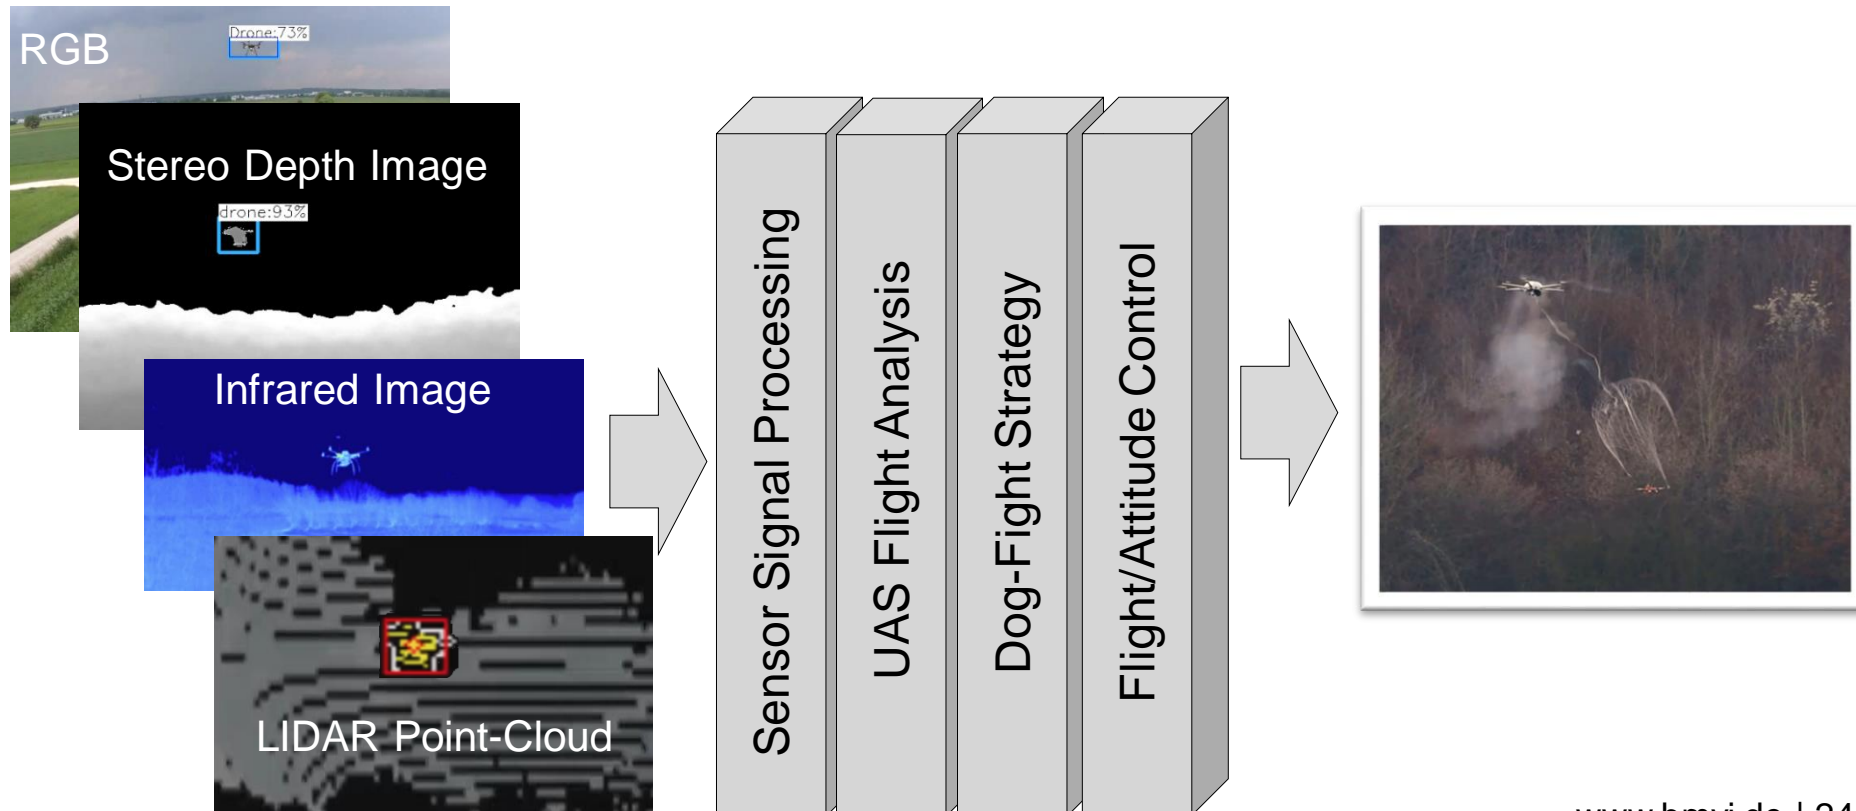 RGB
Drone:73%
Stereo Depth Image
drone:93%
Infrared Image
LIDAR Point-Cloud
Sensor Signal Processing
UAS Flight Analysis
Dog-Fight Strategy
Flight/Attitude Control